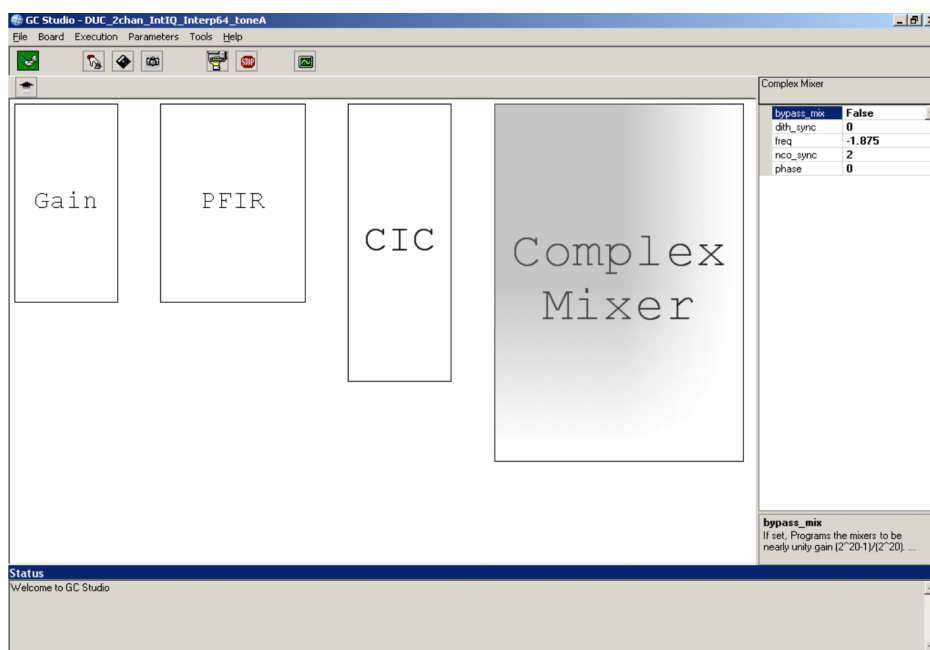 GC Studio - DUC_2chan_IntIQ_Interp64_toneA
File Board Execution Parameters Tools Help
STOP
Complex Mixer
bypass_mix False
dith_sync 0
freq -1.875
nco_sync 2
phase 0
Gain
PFIR
CIC
Complex
Mixer
bypass_mix
If set, Programs the mixers to be
nearly unity gain (2^20-1)/(2^20). ...
Status
Welcome to GC Studio